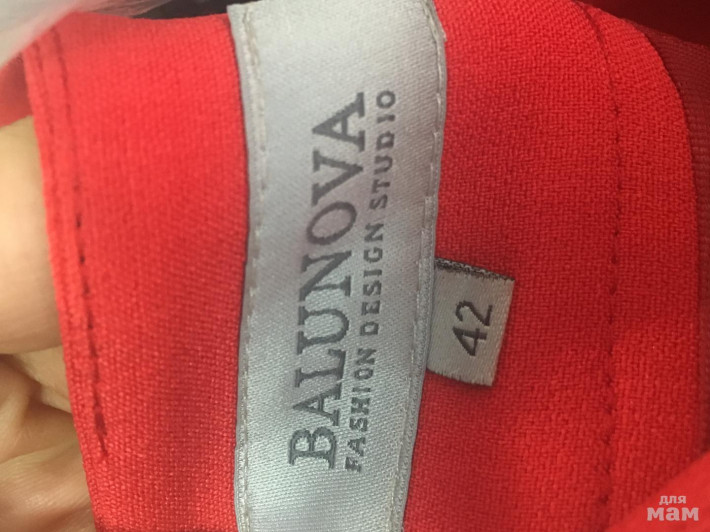 BALUNOVA
FASHION DESIGN STUDIO
42
для
мам